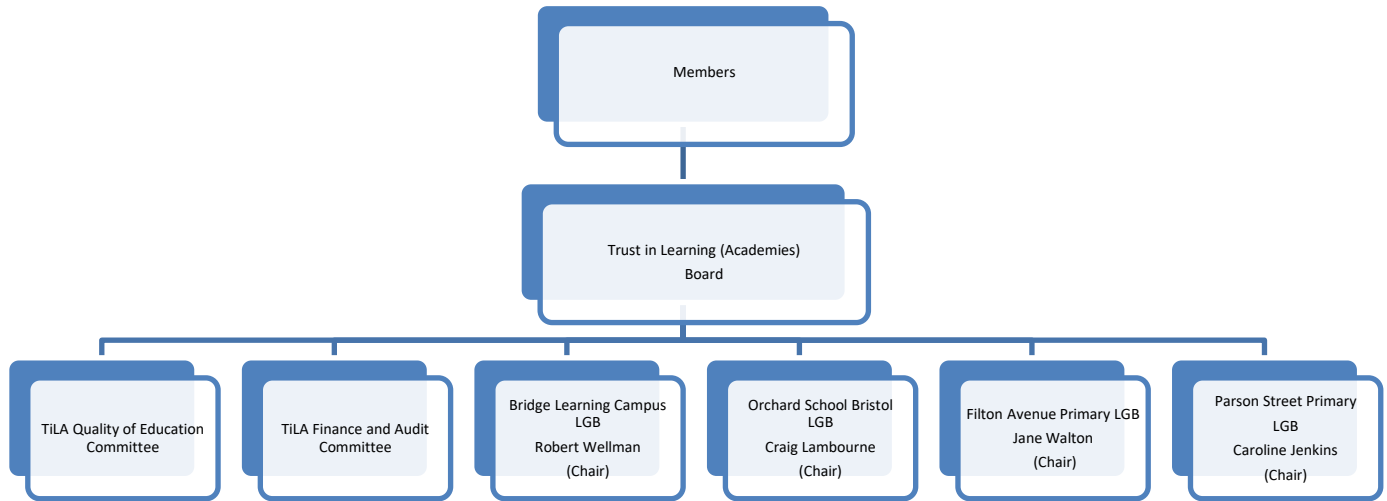 Members
Trust in Learning (Academies)
Board
TiLA Quality of Education
Committee
TiLA Finance and Audit
Committee
Bridge Learning Campus
LGB
Robert Wellman
(Chair)
Orchard School Bristol
LGB
Craig Lambourne
(Chair)
Filton Avenue Primary LGB
Jane Walton
(Chair)
Parson Street Primary
LGB
Caroline Jenkins
(Chair)